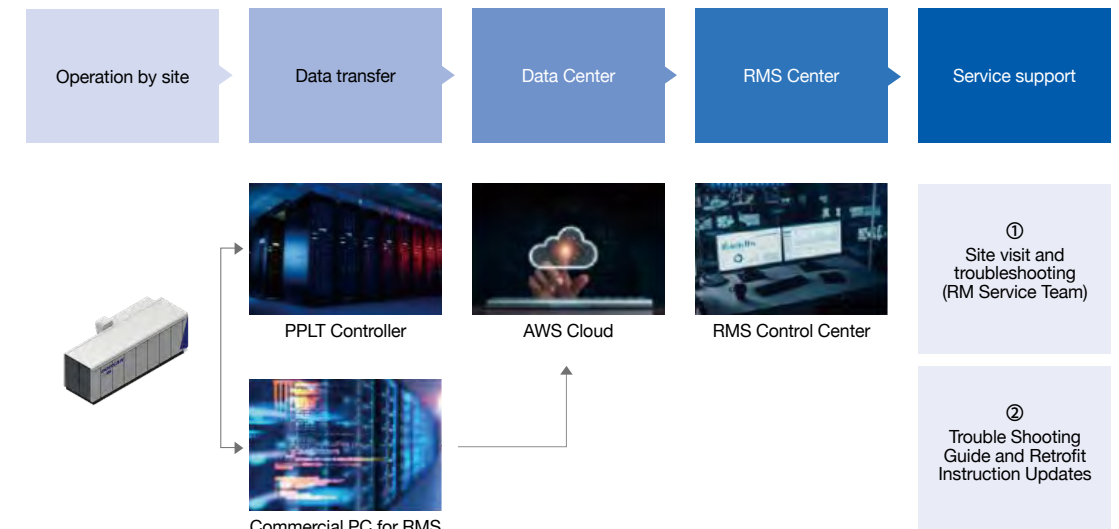 Operation by site
Data transfer
Data Center
RMS Center
Service support
PPLT Controller
AWS Cloud
RMS Control Center
Commercial PC for RMS
①
Site visit and
troubleshooting
(RM Service Team)
②
Trouble Shooting
Guide and Retrofit
Instruction Updates